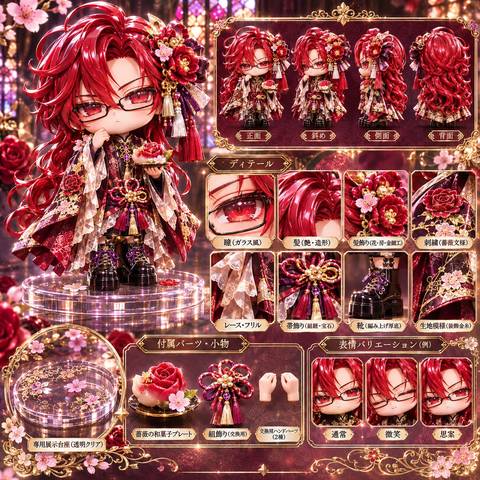 正面
斜め
側面
背面
ディテール
瞳（ガラス風）
髪（艶・造形）
髪飾り（花・房・金細工）
刺繍（薔薇文様）
レース・フリル
帯飾り（組紐・宝石）
靴（編み上げ厚底）
生地模様（装飾金糸）
付属パーツ・小物
専用展示台座（透明クリア）
薔薇の和菓子プレート
組飾り（交換用）
交換用ハンドパーツ
（2種）
表情バリエーション（例）
通常
微笑
思案